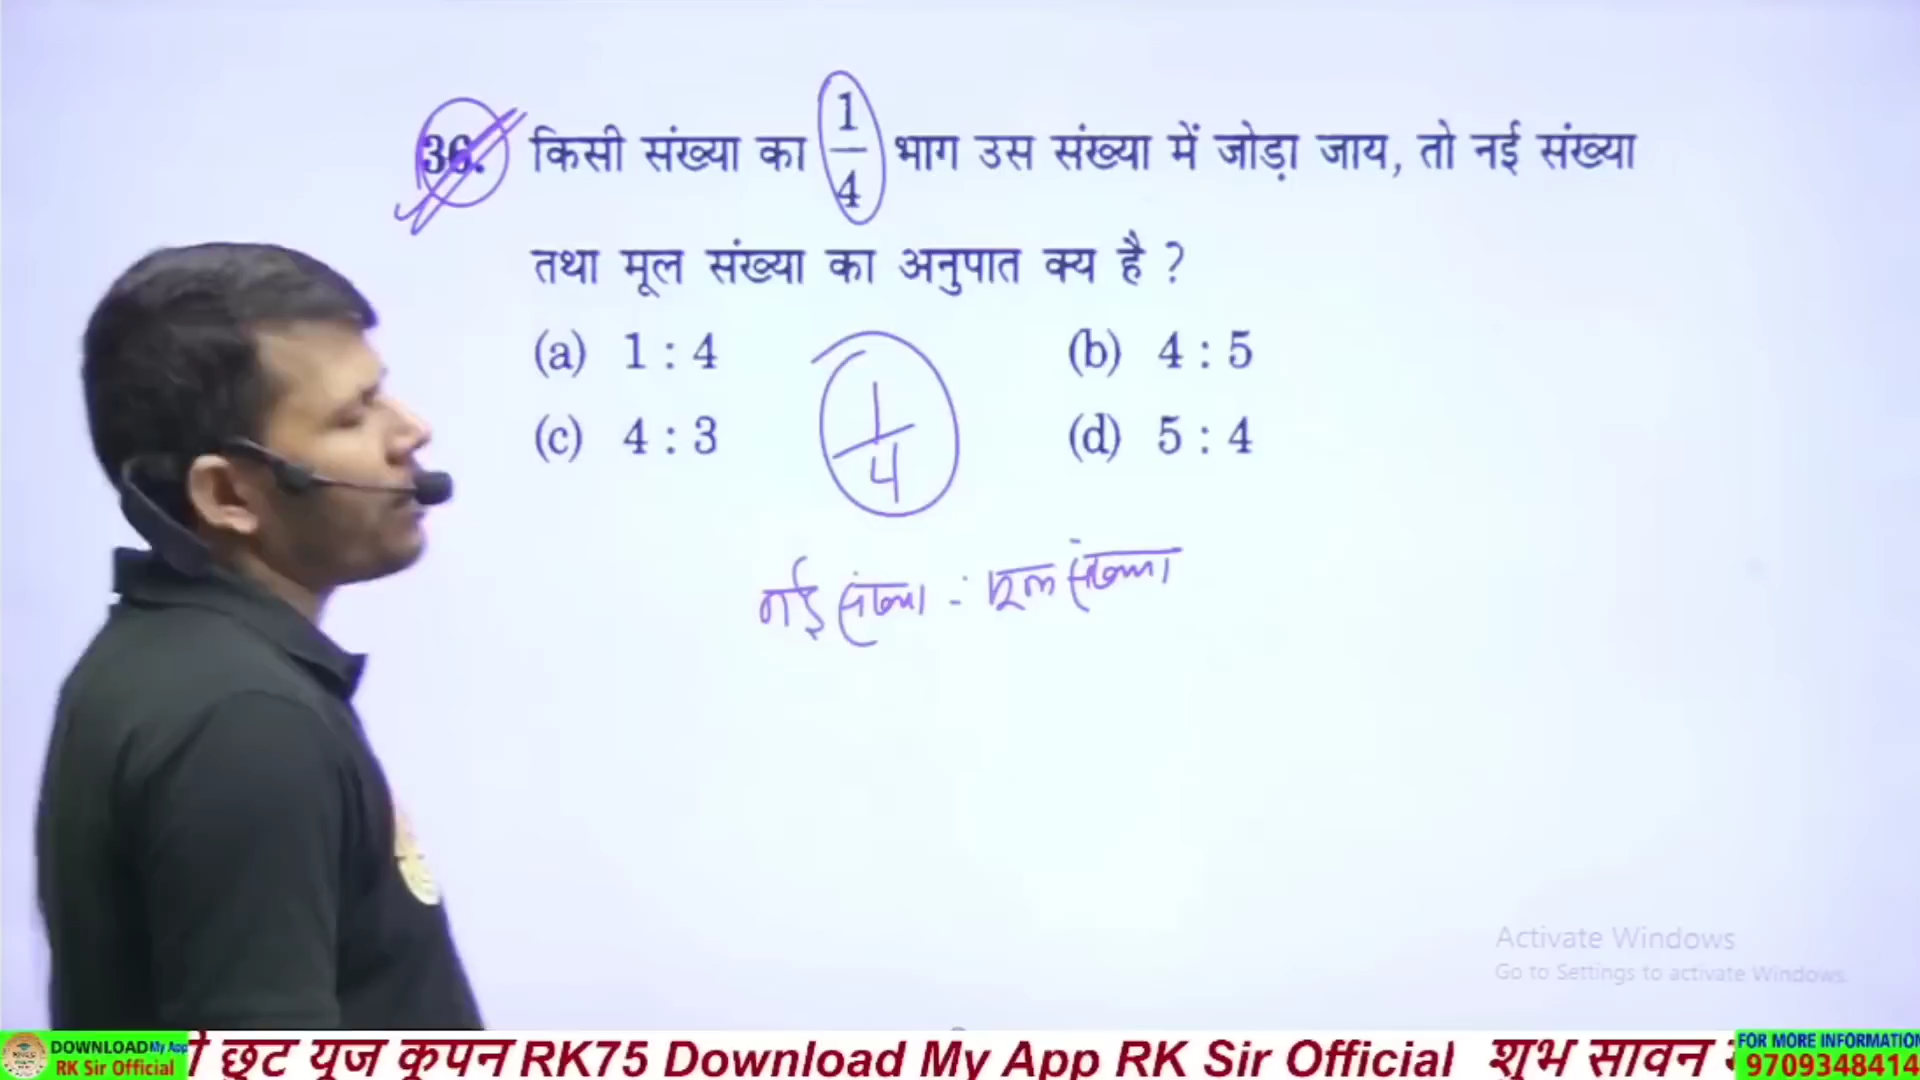 36. किसी संख्या का 1/4 भाग उस संख्या में जोड़ा जाय, तो नई संख्या
तथा मूल संख्या का अनुपात क्य है ?
(a) 1 : 4 (b) 4 : 5
(c) 4 : 3 (d) 5 : 4
1/4
नई संख्या : मूल संख्या
Activate Windows
Go to Settings to activate Windows.
DOWNLOAD My App
RK Sir Official
छुट यूज कूपन RK75 Download My App RK Sir Official शुभ सावन
FOR MORE INFORMATION
9709348414